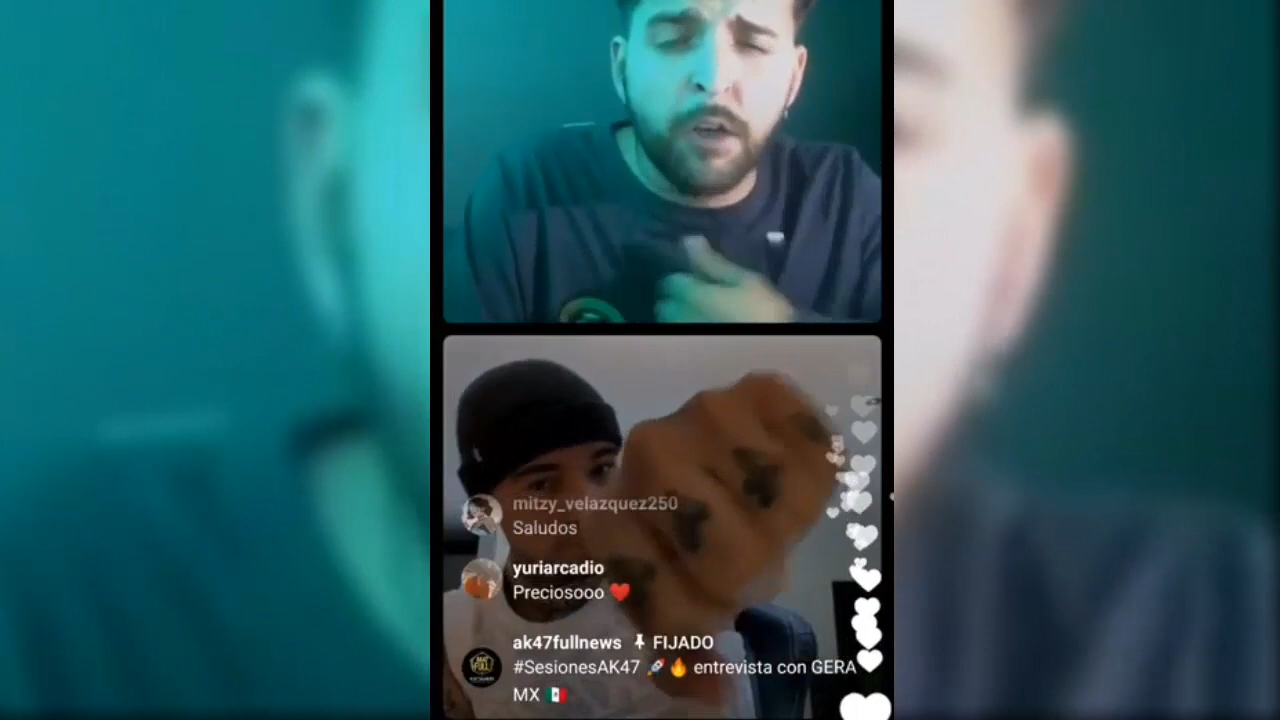 mitzy_velazquez250
Saludos
yuriarcadio
Preciosooo ❤️
ak47fullnews 📌 FIJADO
#SesionesAK47 🚀🔥 entrevista con GERA
MX 🇲🇽